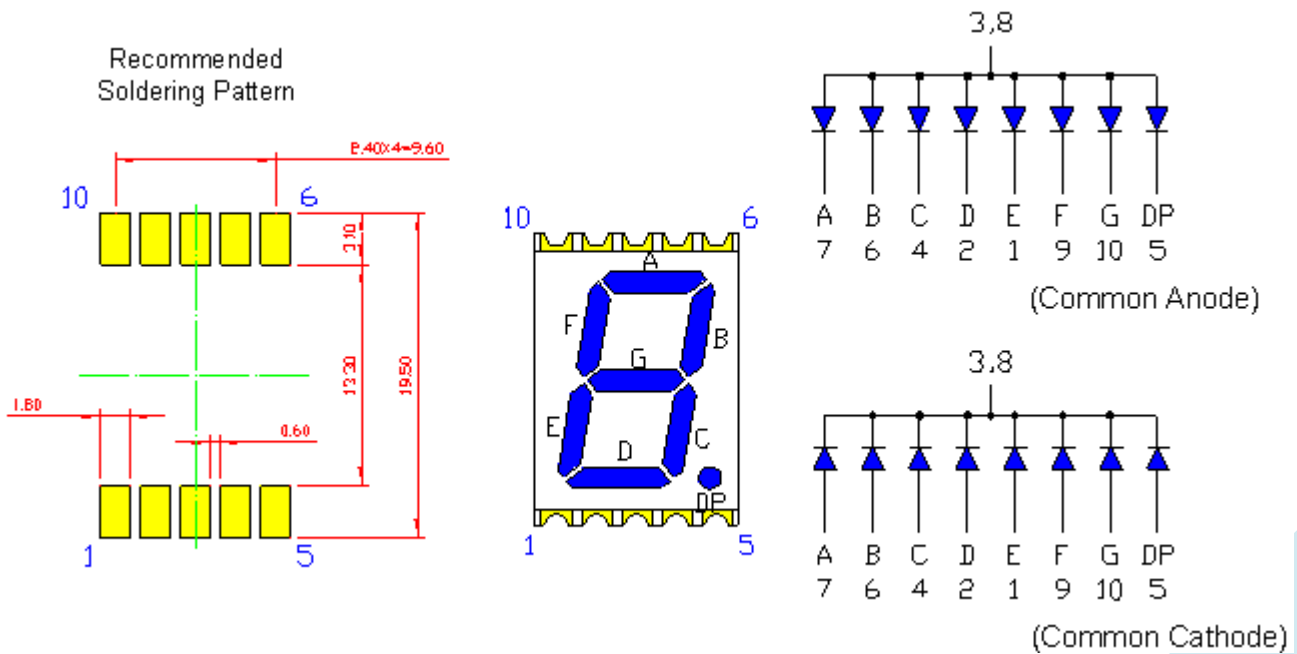 Recommended
Soldering Pattern
2.40X4=9.60
10
6
3.10
13.30
19.50
1.80
0.60
1
5
10
6
A
F
B
G
E
C
D
DP
1
5
3,8
A B C D E F G DP
7 6 4 2 1 9 10 5
(Common Anode)
3,8
A B C D E F G DP
7 6 4 2 1 9 10 5
(Common Cathode)